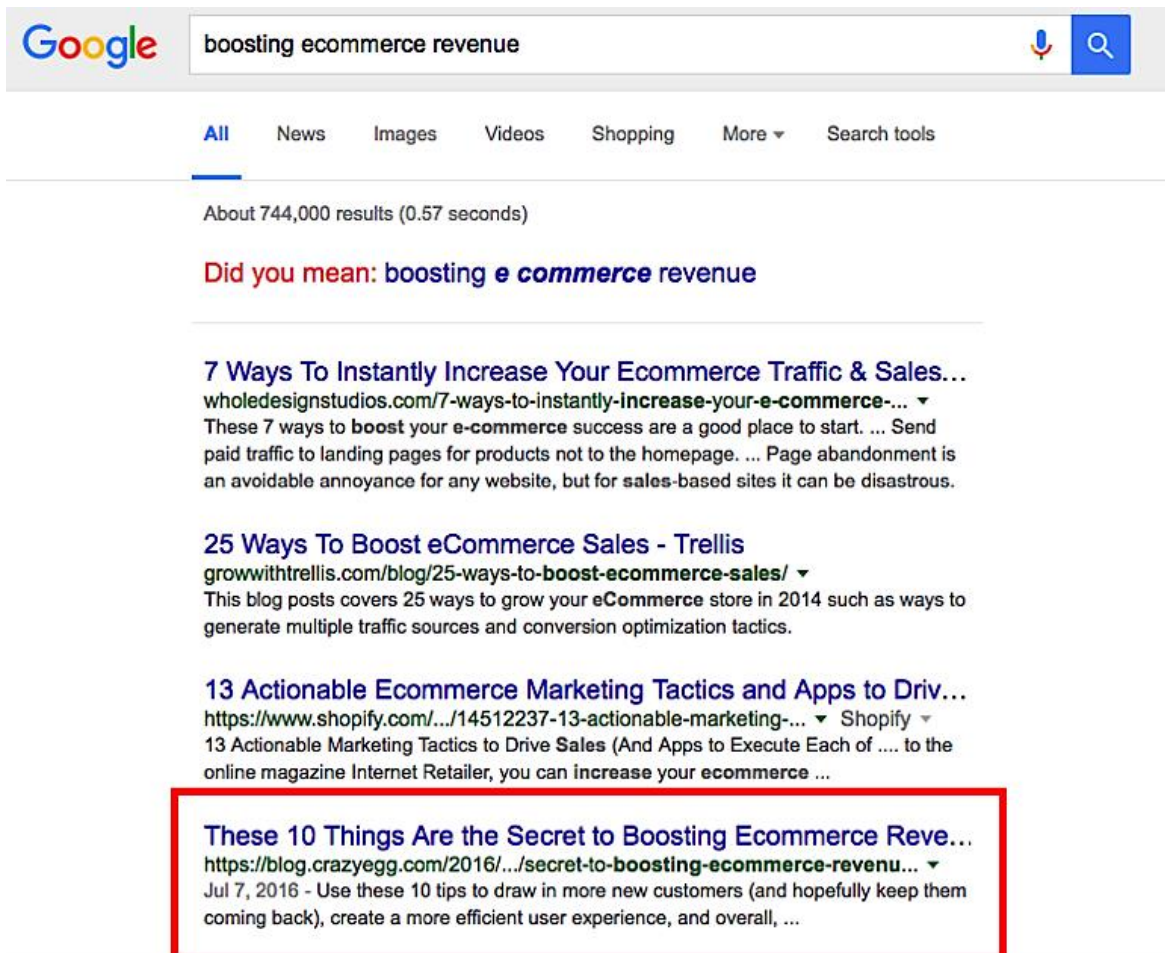 Google boosting ecommerce revenue
All News Images Videos Shopping More Search tools
About 744,000 results (0.57 seconds)
Did you mean: boosting e commerce revenue
7 Ways To Instantly Increase Your Ecommerce Traffic & Sales...
wholedesignstudios.com/7-ways-to-instantly-increase-your-e-commerce-...
These 7 ways to boost your e-commerce success are a good place to start. ... Send
paid traffic to landing pages for products not to the homepage. ... Page abandonment is
an avoidable annoyance for any website, but for sales-based sites it can be disastrous.
25 Ways To Boost eCommerce Sales - Trellis
growwithtrellis.com/blog/25-ways-to-boost-ecommerce-sales/
This blog posts covers 25 ways to grow your eCommerce store in 2014 such as ways to
generate multiple traffic sources and conversion optimization tactics.
13 Actionable Ecommerce Marketing Tactics and Apps to Driv...
https://www.shopify.com/.../14512237-13-actionable-marketing-... Shopify
13 Actionable Marketing Tactics to Drive Sales (And Apps to Execute Each of .... to the
online magazine Internet Retailer, you can increase your ecommerce ...
These 10 Things Are the Secret to Boosting Ecommerce Reve...
https://blog.crazyegg.com/2016/.../secret-to-boosting-ecommerce-revenu...
Jul 7, 2016 - Use these 10 tips to draw in more new customers (and hopefully keep them
coming back), create a more efficient user experience, and overall, ...